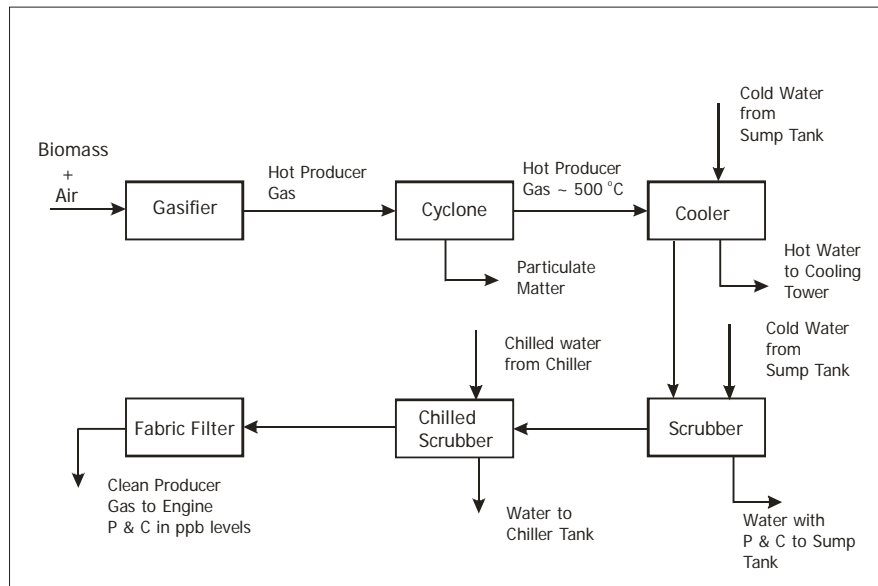 Biomass
+
Air
Gasifier
Hot Producer
Gas
Cyclone
Particulate
Matter
Hot Producer
Gas ~ 500 °C
Cold Water
from
Sump Tank
Cooler
Hot Water
to Cooling
Tower
Cold Water
from
Sump Tank
Scrubber
Water with
P & C to Sump
Tank
Chilled water
from Chiller
Chilled
Scrubber
Water to
Chiller Tank
Fabric Filter
Clean Producer
Gas to Engine
P & C in ppb levels